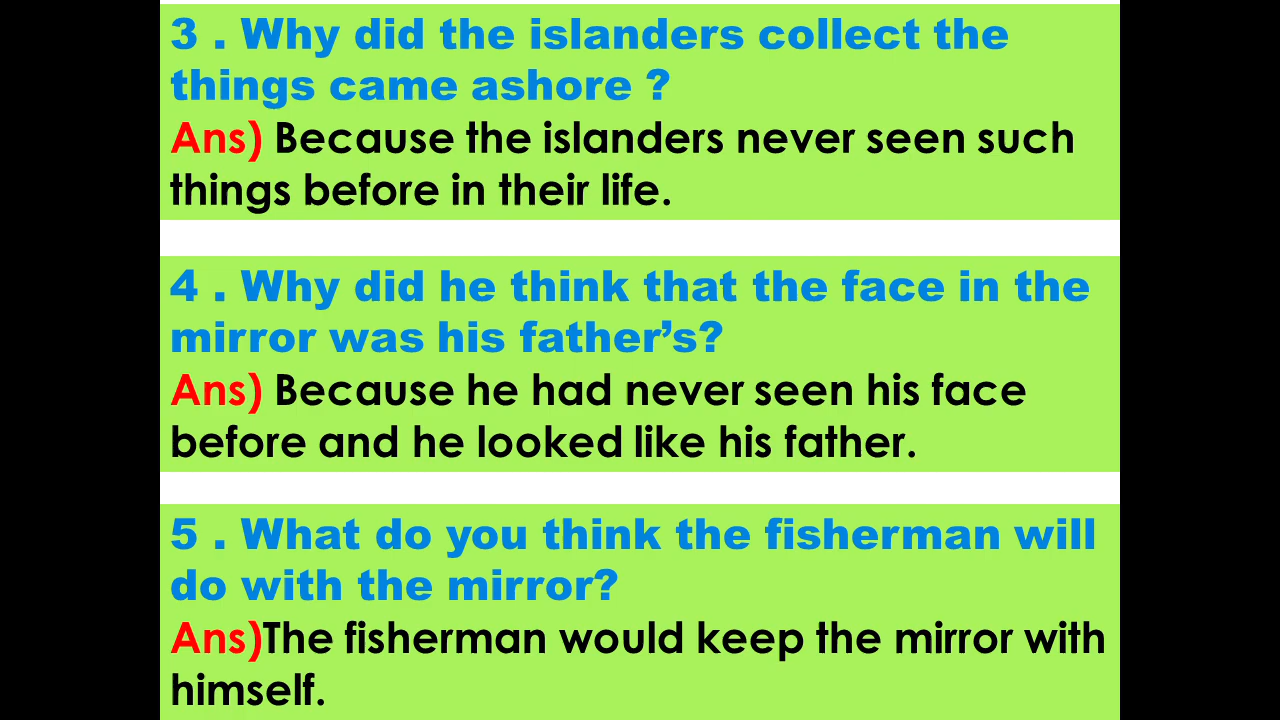 3 . Why did the islanders collect the
things came ashore ?
Ans) Because the islanders never seen such
things before in their life.
4 . Why did he think that the face in the
mirror was his father’s?
Ans) Because he had never seen his face
before and he looked like his father.
5 . What do you think the fisherman will
do with the mirror?
Ans)The fisherman would keep the mirror with
himself.